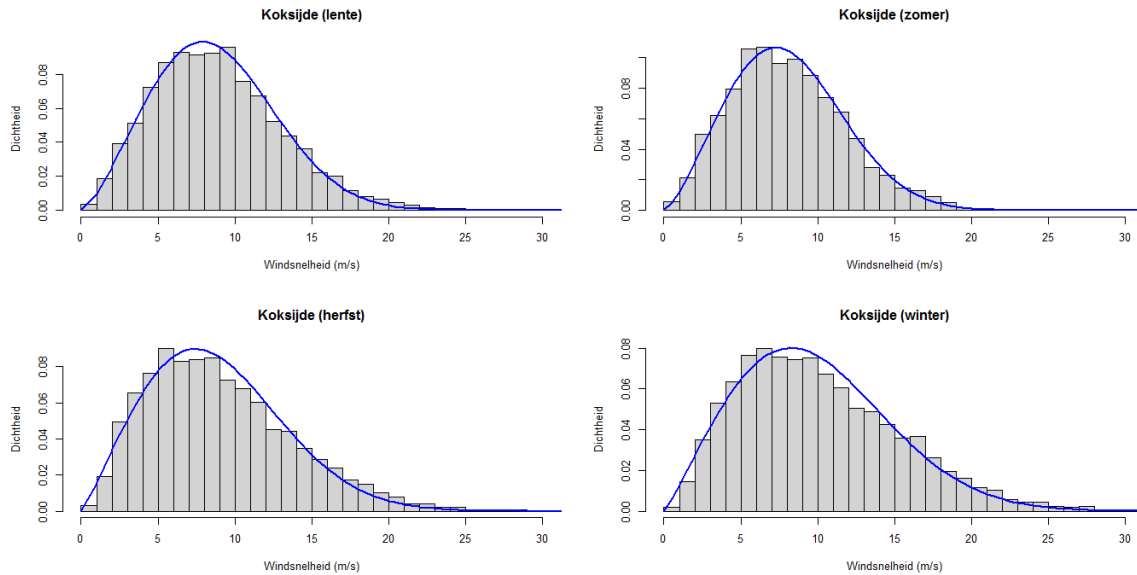 Koksijde (lente)
Dichtheid
0.00 0.02 0.04 0.06 0.08
0 5 10 15 20 25 30
Windsnelheid (m/s)
Koksijde (zomer)
Dichtheid
0.00 0.04 0.08
0 5 10 15 20 25 30
Windsnelheid (m/s)
Koksijde (herfst)
Dichtheid
0.00 0.02 0.04 0.06 0.08
0 5 10 15 20 25 30
Windsnelheid (m/s)
Koksijde (winter)
Dichtheid
0.00 0.02 0.04 0.06 0.08
0 5 10 15 20 25 30
Windsnelheid (m/s)